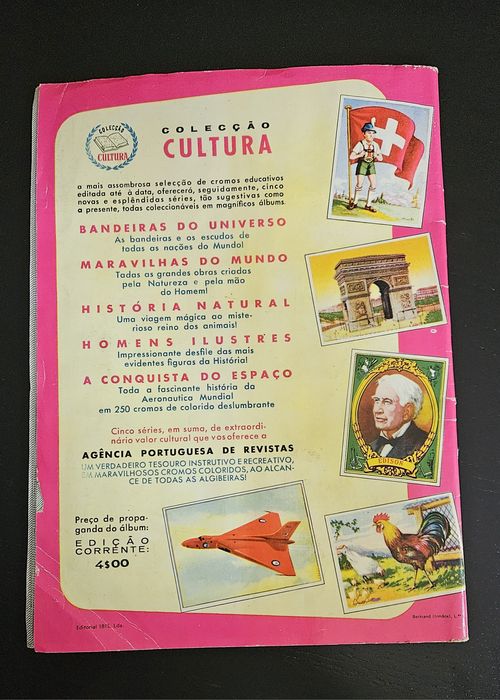 COLECÇÃO
CULTURA
COLECÇÃO
CULTURA
a mais assombrosa selecção de cromos educativos
editada até à data, oferecerá, seguidamente, cinco
novas e esplêndidas séries, tão sugestivas como
a presente, todas coleccionáveis em magníficos álbuns
BANDEIRAS DO UNIVERSO
As bandeiras e os escudos de
todas as nações do Mundo!
MARAVILHAS DO MUNDO
Todas as grandes obras criadas
pela Natureza e pela mão
do Homem!
HISTÓRIA NATURAL
Uma viagem mágica ao miste-
rioso reino dos animais!
HOMENS ILUSTRES
Impressionante desfile das mais
evidentes figuras da História!
A CONQUISTA DO ESPAÇO
Toda a fascinante história da
Aeronautica Mundial
em 250 cromos de colorido deslumbrante
Cinco séries, em suma, de extraordi-
nário valor cultural que vos oferece a
AGÊNCIA PORTUGUESA DE REVISTAS
UM VERDADEIRO TESOURO INSTRUTIVO E RECREATIVO,
EM MARAVILHOSOS CROMOS COLORIDOS, AO ALCAN-
CE DE TODAS AS ALGIBEIRAS!
Preço de propa-
ganda do álbum:
EDIÇÃO
CORRENTE:
4$00
EDISON
Editorial Lda.
Bertrand (Irmãos), L.